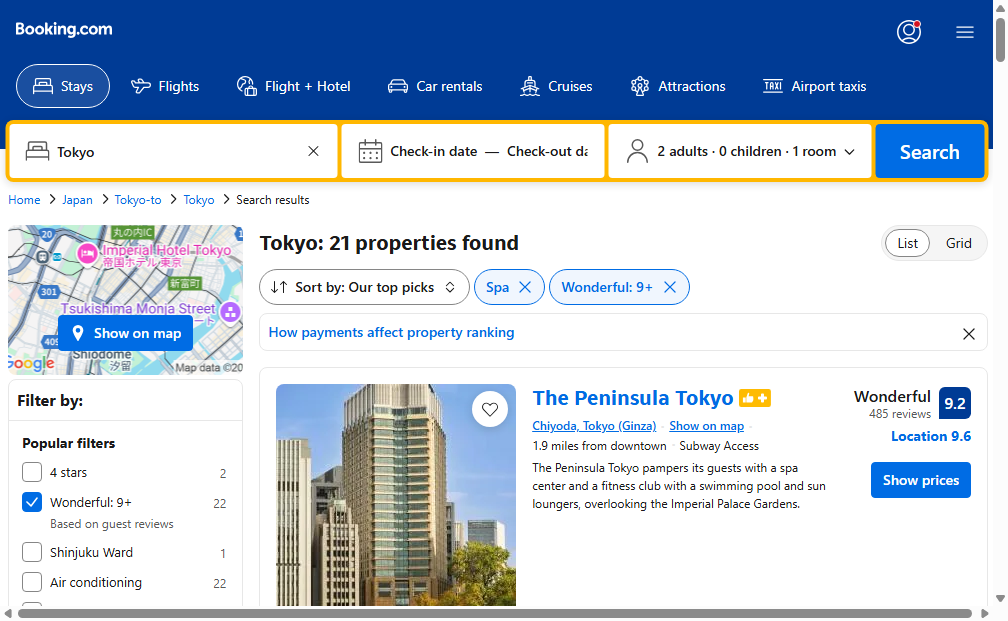 Booking.com
Stays
Flights
Flight + Hotel
Car rentals
Cruises
Attractions
TAXI Airport taxis
Tokyo
Check-in date — Check-out da
2 adults · 0 children · 1 room
Search
Home > Japan > Tokyo-to > Tokyo > Search results
20
丸の内IC
Imperial Hotel Tokyo
帝国ホテル東京
新富町
301
Tsukishima Monja Street
409
Show on map
Shiodome
汐留
Google
Map data ©20
Filter by:
Popular filters
4 stars 2
Wonderful: 9+ 22
Based on guest reviews
Shinjuku Ward 1
Air conditioning 22
Tokyo: 21 properties found
List
Grid
Sort by: Our top picks
Spa
Wonderful: 9+
How payments affect property ranking
The Peninsula Tokyo
Chiyoda, Tokyo (Ginza) · Show on map
1.9 miles from downtown · Subway Access
The Peninsula Tokyo pampers its guests with a spa
center and a fitness club with a swimming pool and sun
loungers, overlooking the Imperial Palace Gardens.
Wonderful
485 reviews
9.2
Location 9.6
Show prices